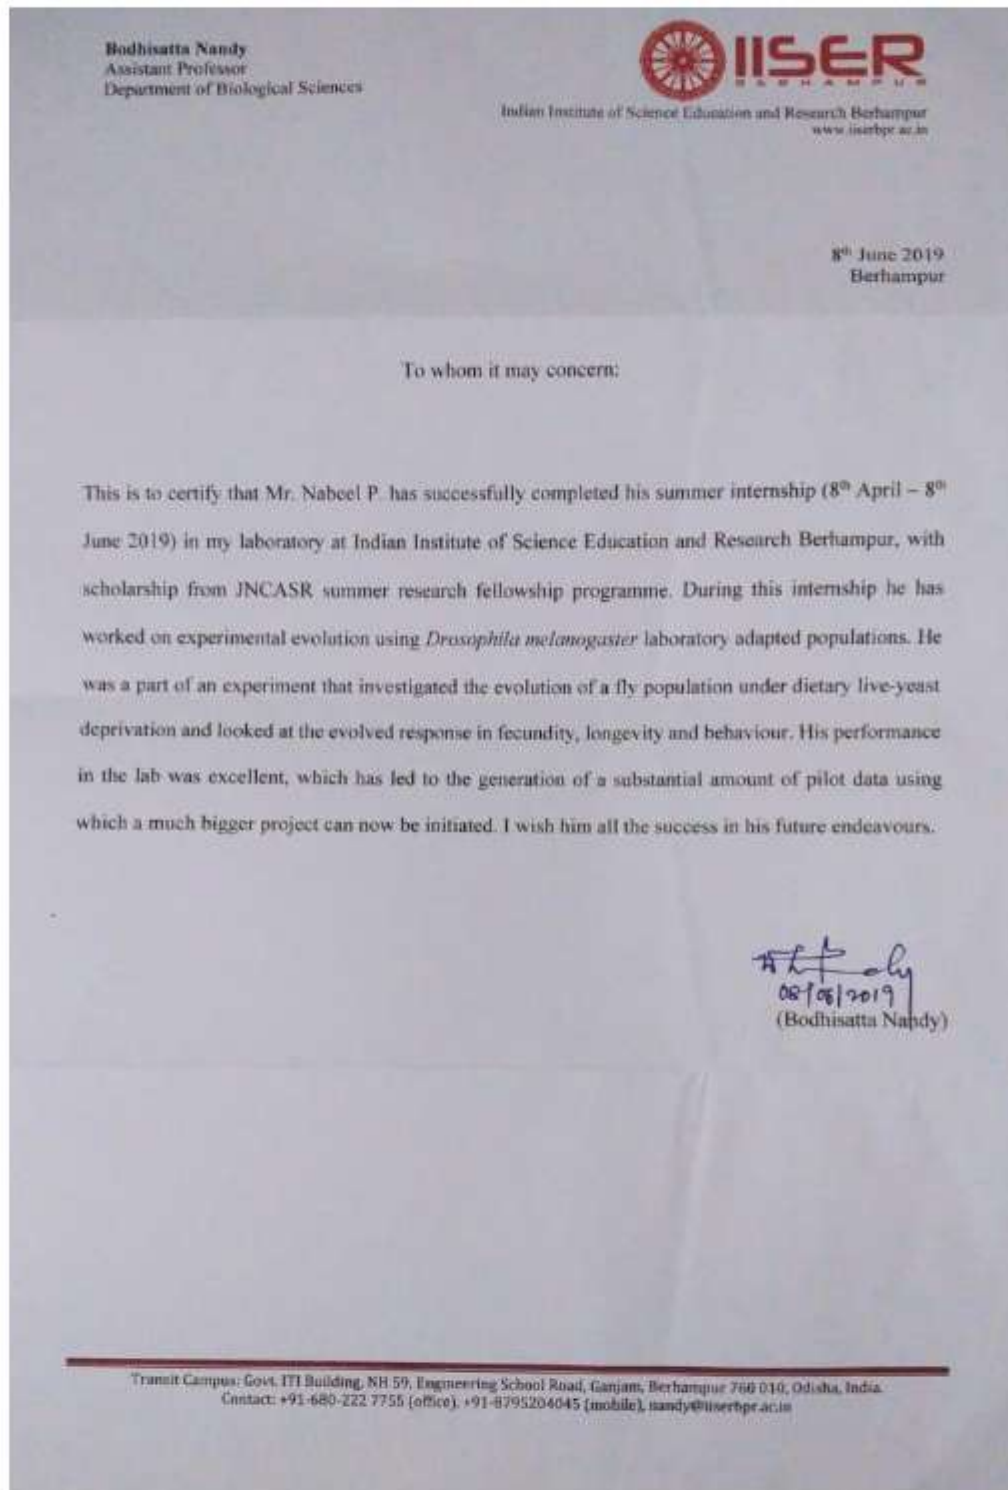 Bodhisatta Nandy
Assistant Professor
Department of Biological Sciences
IISER
BERHAMPUR
Indian Institute of Science Education and Research Berhampur
www.iiserbpr.ac.in
8th June 2019
Berhampur
To whom it may concern:
This is to certify that Mr. Nabeel P. has successfully completed his summer internship (8th April – 8th
June 2019) in my laboratory at Indian Institute of Science Education and Research Berhampur, with
scholarship from JNCASR summer research fellowship programme. During this internship he has
worked on experimental evolution using Drosophila melanogaster laboratory adapted populations. He
was a part of an experiment that investigated the evolution of a fly population under dietary live-yeast
deprivation and looked at the evolved response in fecundity, longevity and behaviour. His performance
in the lab was excellent, which has led to the generation of a substantial amount of pilot data using
which a much bigger project can now be initiated. I wish him all the success in his future endeavours.
08/06/2019
(Bodhisatta Nandy)
Transit Campus: Govt. ITI Building, NH 59, Engineering School Road, Ganjam, Berhampur 760 010, Odisha, India.
Contact: +91-680-222 7755 (office), +91-8795204045 (mobile), nandy@iiserbpr.ac.in